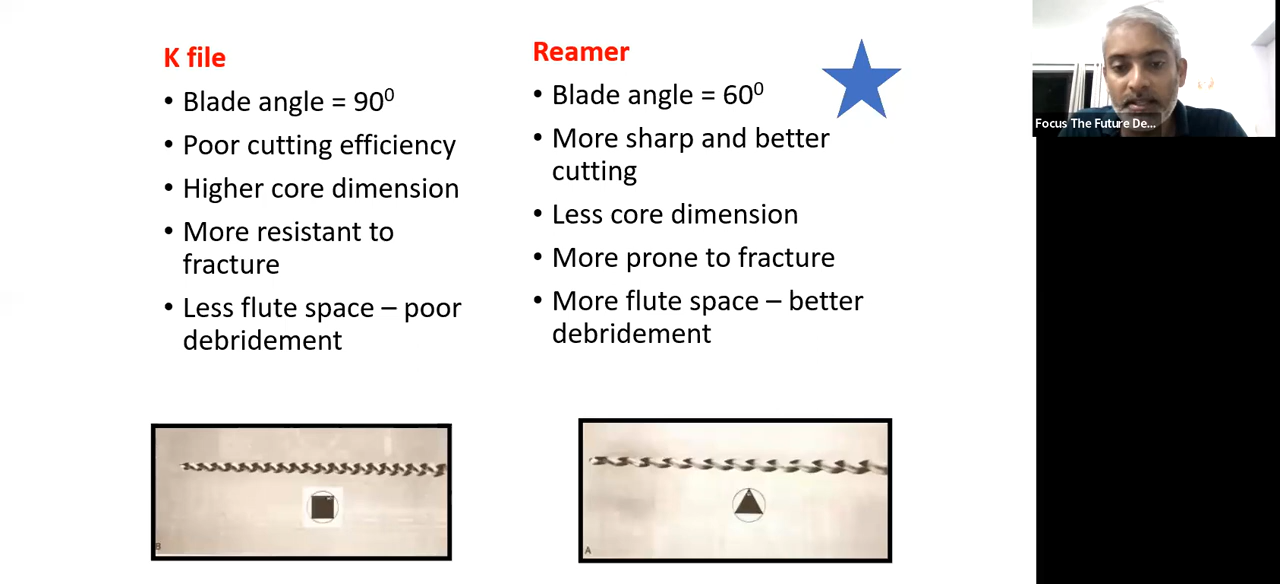 K file
• Blade angle = 90⁰
• Poor cutting efficiency
• Higher core dimension
• More resistant to
fracture
• Less flute space – poor
debridement
Reamer
• Blade angle = 60⁰
• More sharp and better
cutting
• Less core dimension
• More prone to fracture
• More flute space – better
debridement
B
A
Focus The Future De...